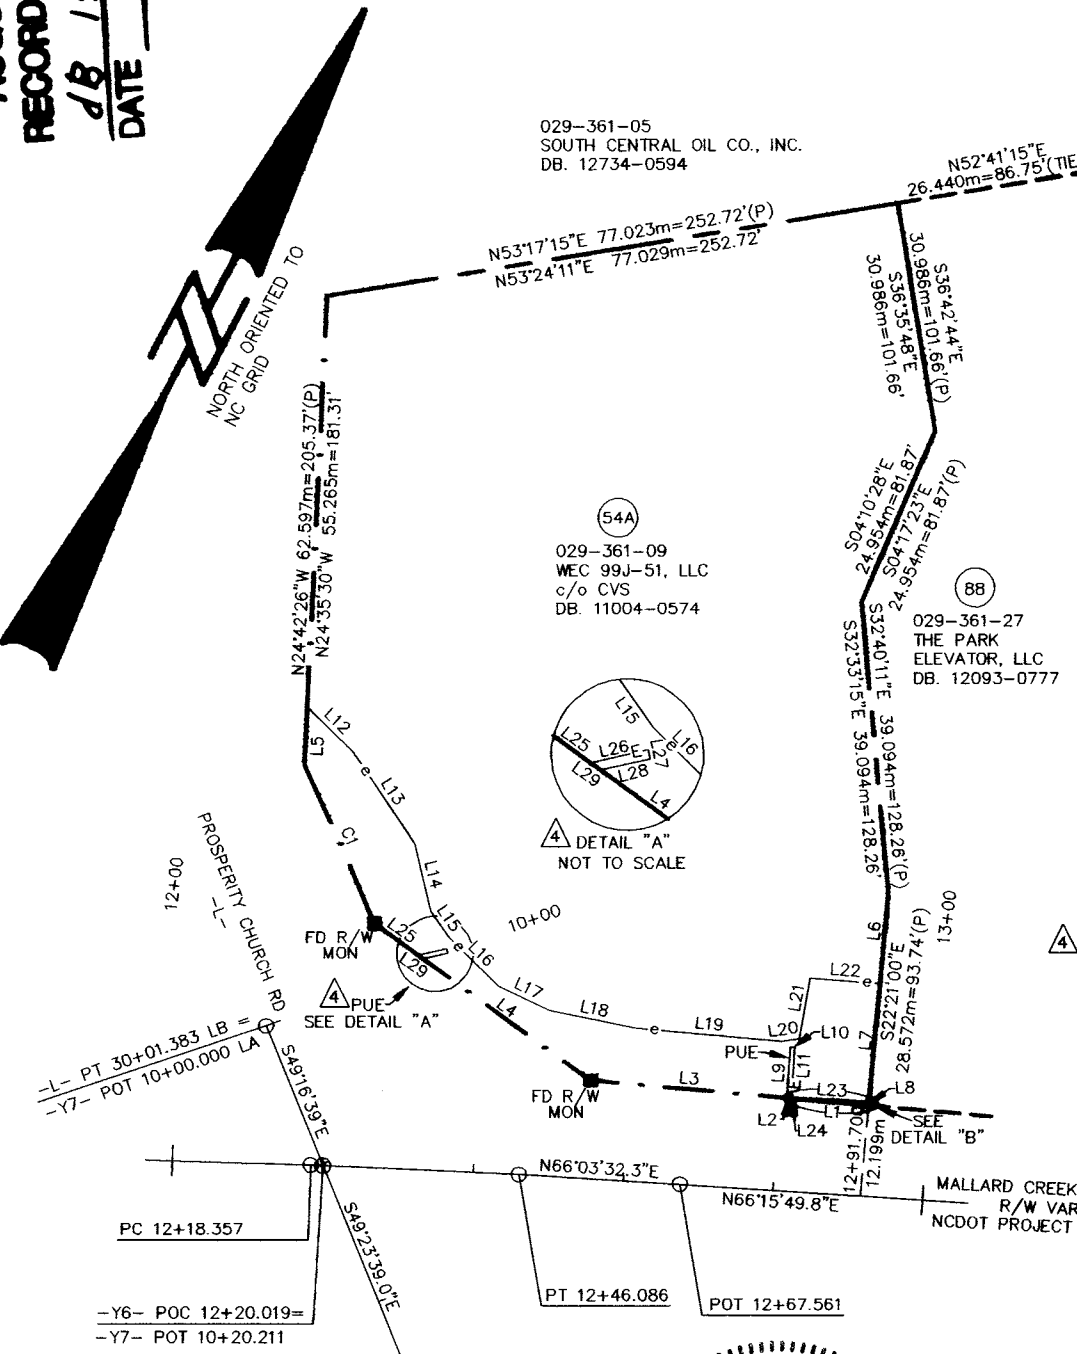 RECORD
dB
DATE
029-361-05
SOUTH CENTRAL OIL CO., INC.
DB. 12734-0594
N52°41'15"E
26.440m=86.75'(TIE
N53°17'15"E 77.023m=252.72'(P)
N53°24'11"E 77.029m=252.72'
NORTH ORIENTED TO
NC GRID
S36°42'44"E
30.986m=101.66'(P)
S36°35'48"E
30.986m=101.66'
N24°42'26"W 62.597m=205.37'(P)
N24°35'30"W 55.265m=181.31'
S04°10'28"E
24.954m=81.87'
S04°17'23"E
24.954m=81.87'(P)
54A
029-361-09
WEC 99J-51, LLC
c/o CVS
DB. 11004-0574
88
029-361-27
THE PARK
ELEVATOR, LLC
DB. 12093-0777
S32°40'11"E 39.094m=128.26'(P)
S32°33'15"E 39.094m=128.26'
L15
L16
L25
L26
E
L27
e
L28
L29
L4
4 DETAIL "A"
NOT TO SCALE
L5
L12
e
L13
C1
L14
L15
e
L16
L25
L29
FD R/W
MON
10+00
12+00
PROSPERITY CHURCH RD
-L-
4 PUE
SEE DETAIL "A"
L17
L18
e
L19
L4
L20
L21
L22
e
L10
PUE
L9
L11
E
L6
L7
S22°21'00"E
28.572m=93.74'(P)
13+00
4
L3
FD R/W
MON
L23
L8
L2
L1
L24
SEE
DETAIL "B"
12+91.700
12.199m
-L- PT 30+01.383 LB =
-Y7- POT 10+00.000 LA
S49°16'39"E
N66°03'32.3"E
N66°15'49.8"E
MALLARD CREEK
R/W VAR
NCDOT PROJECT
PC 12+18.357
S49°23'39.0"E
PT 12+46.086
POT 12+67.561
-Y6- POC 12+20.019=
-Y7- POT 10+20.211